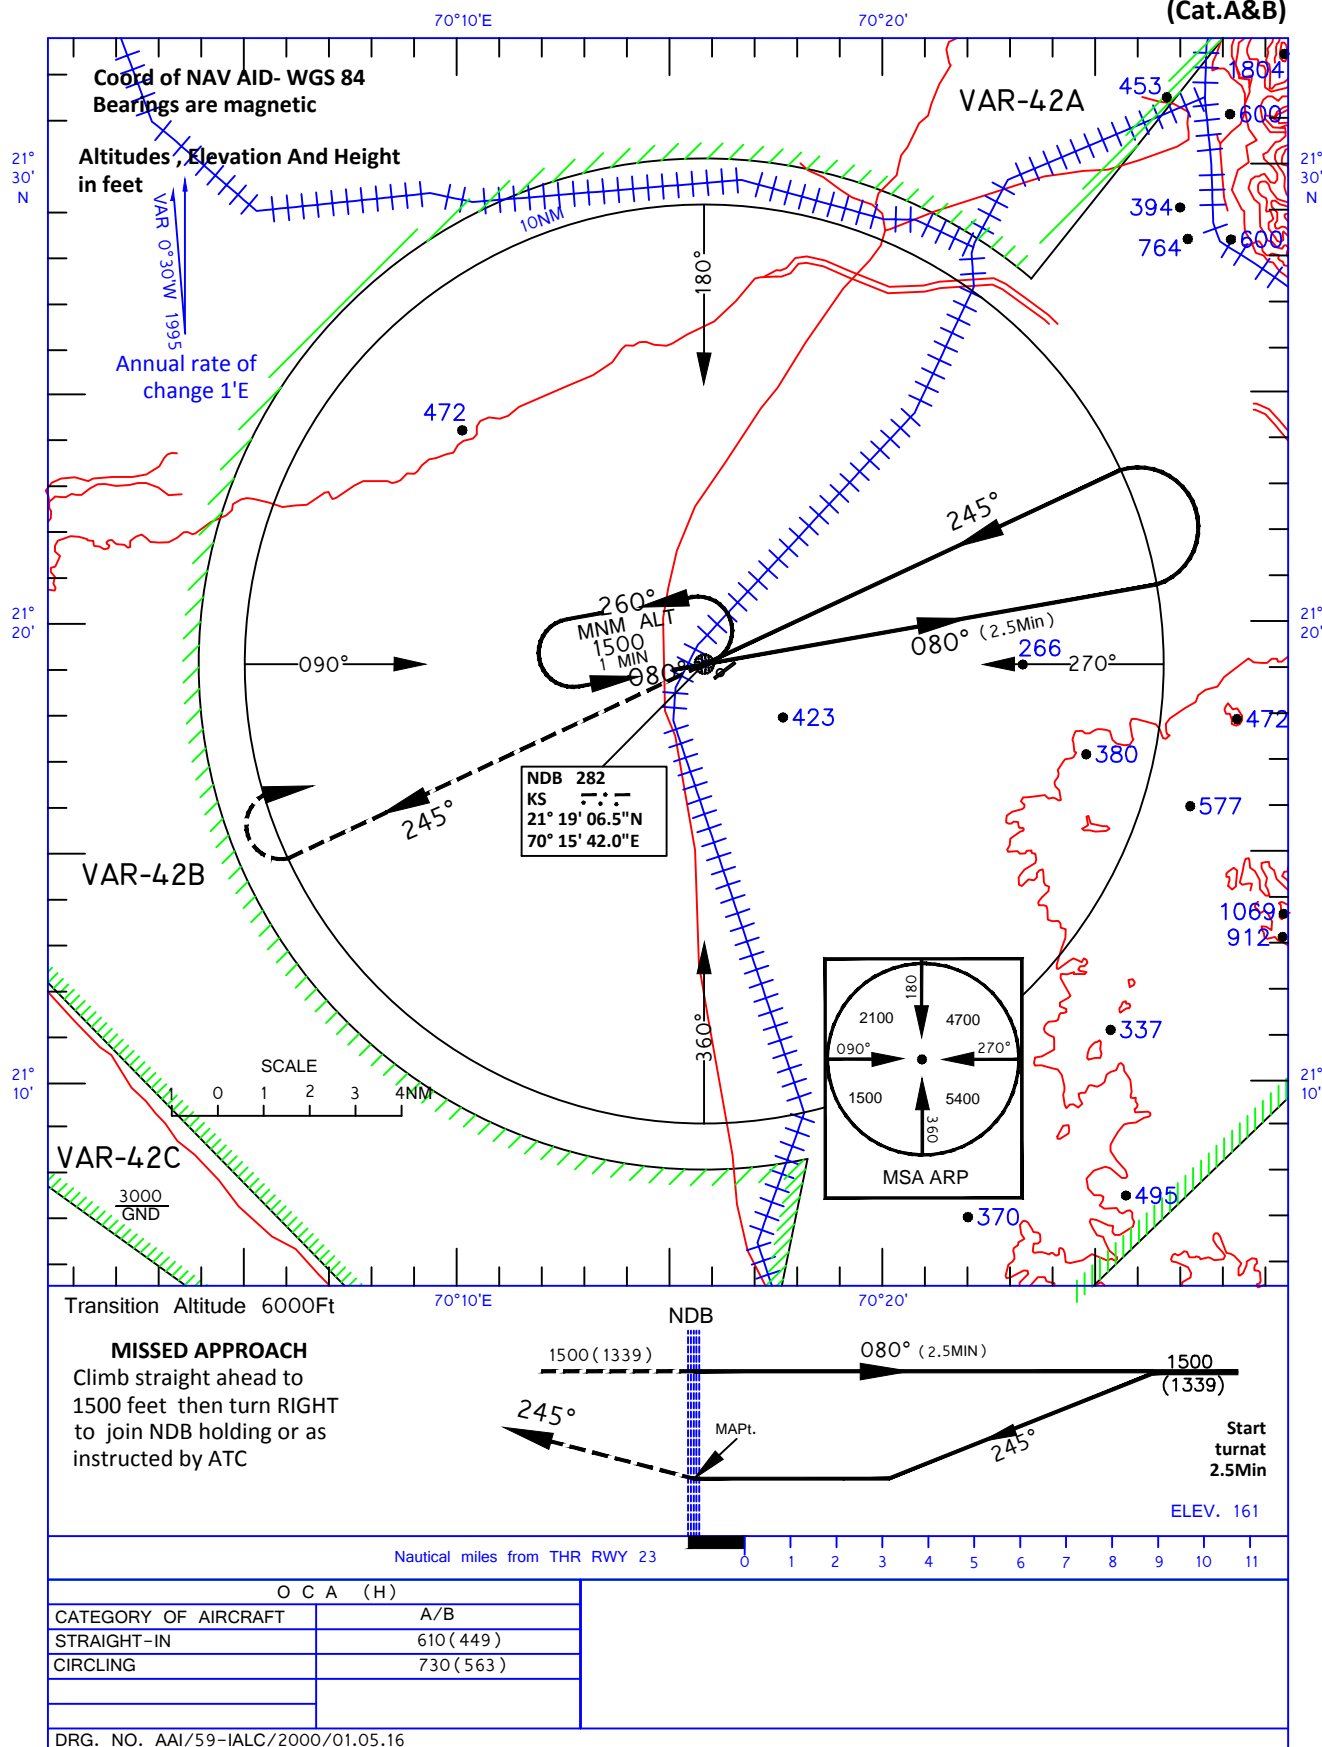 (Cat.A&B)
70°10'E
70°20'
Coord of NAV AID- WGS 84
Bearings are magnetic
Altitudes , Elevation And Height
in feet
VAR-42A
453
1804
600
21°
30'
N
21°
30'
N
394
764
600
VAR 0°30'W 1995
10NM
180°
Annual rate of
change 1'E
472
245°
260°
MNM ALT
1500
1 MIN
080°
080° (2.5Min)
21°
20'
21°
20'
090°
266
270°
423
472
380
577
NDB 282
KS
21° 19' 06.5"N
70° 15' 42.0"E
245°
VAR-42B
1069
912
180
2100
4700
090°
270°
1500
5400
360
MSA ARP
337
360°
SCALE
1 0 1 2 3 4NM
21°
10'
21°
10'
VAR-42C
3000
GND
495
370
70°10'E
70°20'
Transition Altitude 6000Ft
NDB
MISSED APPROACH
Climb straight ahead to
1500 feet then turn RIGHT
to join NDB holding or as
instructed by ATC
1500(1339)
080° (2.5MIN)
1500
(1339)
245°
MAPt.
245°
Start
turnat
2.5Min
ELEV. 161
Nautical miles from THR RWY 23
0 1 2 3 4 5 6 7 8 9 10 11
O C A (H)
CATEGORY OF AIRCRAFT A/B
STRAIGHT-IN 610(449)
CIRCLING 730(563)
DRG. NO. AAI/59-IALC/2000/01.05.16